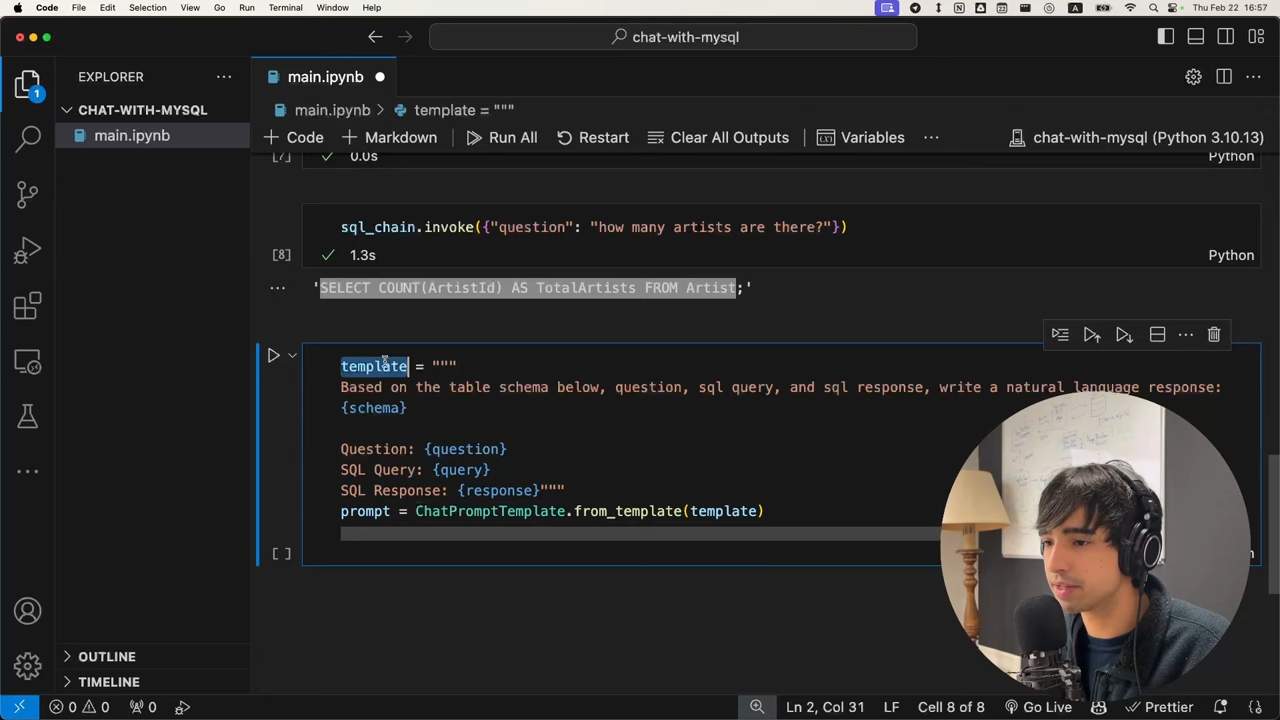 Code File Edit Selection View Go Run Terminal Window Help Thu Feb 22 16:57
chat-with-mysql
EXPLORER
main.ipynb
CHAT-WITH-MYSQL
main.ipynb > template = """
main.ipynb
Code Markdown Run All Restart Clear All Outputs Variables ... chat-with-mysql (Python 3.10.13)
[7] 0.0s Python
sql_chain.invoke({"question": "how many artists are there?"})
[8] 1.3s Python
... 'SELECT COUNT(ArtistId) AS TotalArtists FROM Artist;'
template = """
Based on the table schema below, question, sql query, and sql response, write a natural language response:
{schema}
Question: {question}
SQL Query: {query}
SQL Response: {response}"""
prompt = ChatPromptTemplate.from_template(template)
[ ]
OUTLINE
TIMELINE
0 0 0 Ln 2, Col 31 LF Cell 8 of 8 Go Live Prettier